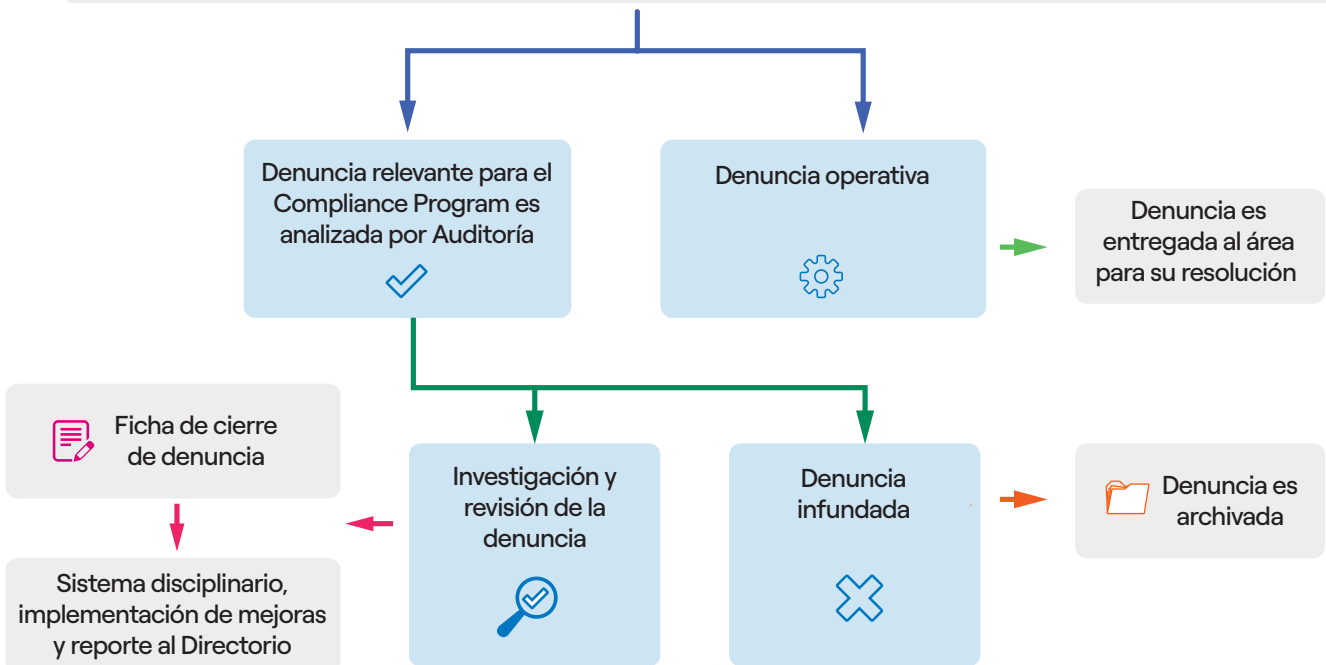 Denuncia relevante para el
Compliance Program es
analizada por Auditoría
Denuncia operativa
Denuncia es
entregada al área
para su resolución
Ficha de cierre
de denuncia
Investigación y
revisión de la
denuncia
Denuncia
infundada
Denuncia es
archivada
Sistema disciplinario,
implementación de mejoras
y reporte al Directorio